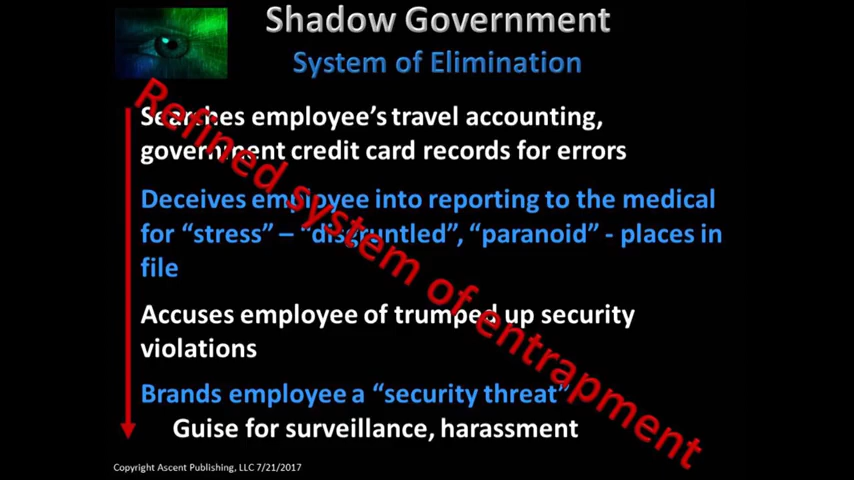 Shadow Government
System of Elimination
Searches employee's travel accounting,
government credit card records for errors
Deceives employee into reporting to the medical
for “stress” – “disgruntled”, “paranoid” - places in
file
Accuses employee of trumped up security
violations
Brands employee a “security threat”
Guise for surveillance, harassment
Refined system of entrapment
Copyright Ascent Publishing, LLC 7/21/2017